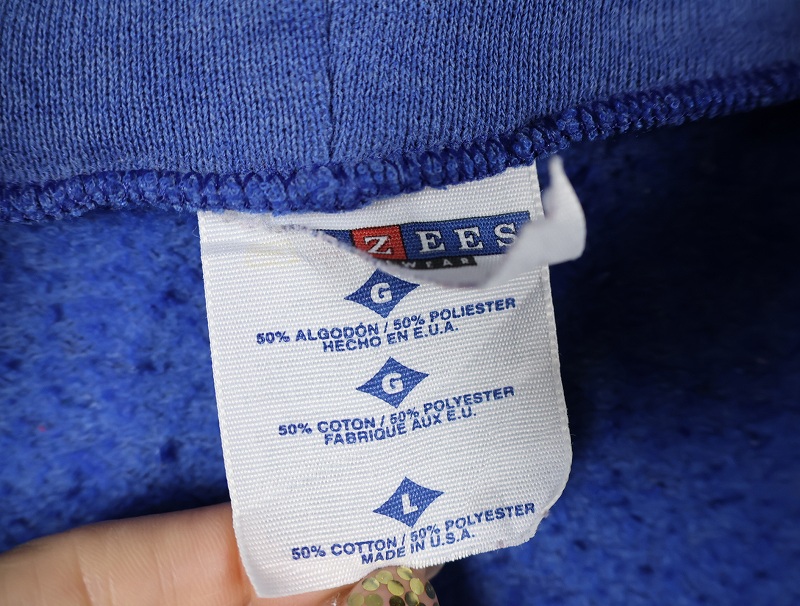 ZEES
WEAR
G
50% ALGODÓN / 50% POLIESTER
HECHO EN E.U.A.
G
50% COTON / 50% POLYESTER
FABRIQUE AUX E.U.
L
50% COTTON / 50% POLYESTER
MADE IN U.S.A.